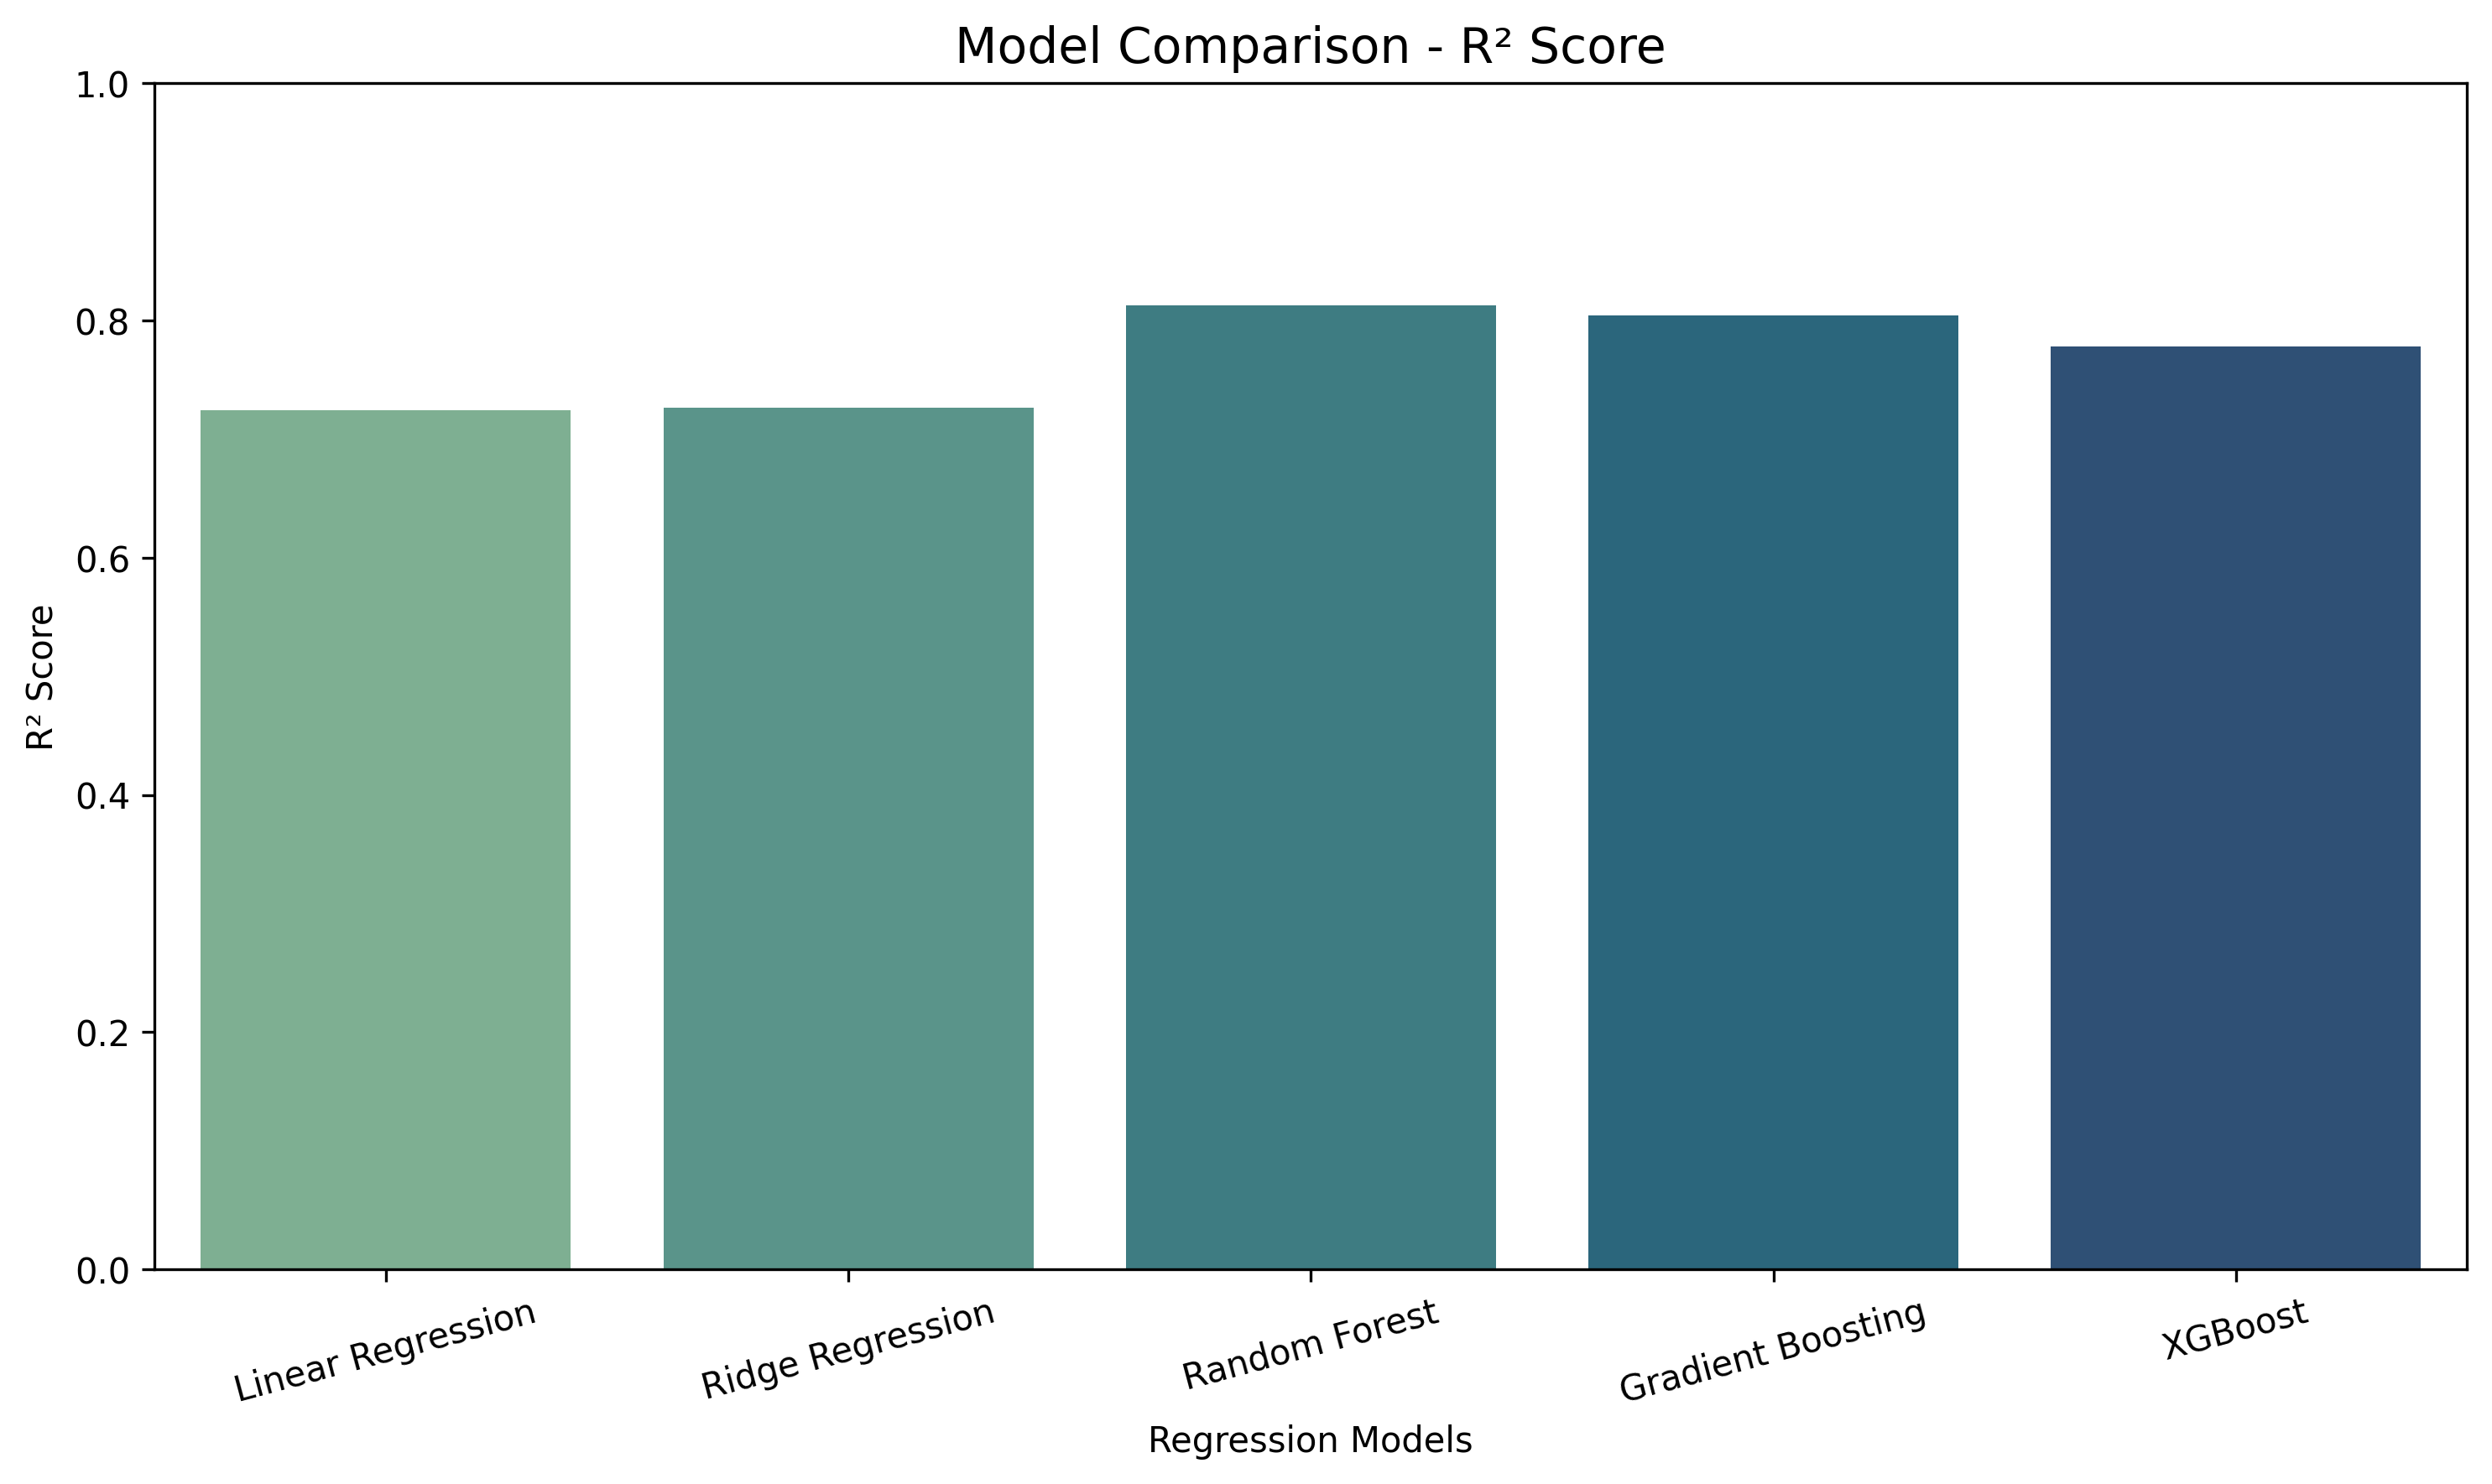 Model Comparison - R² Score
1.0
0.8
0.6
0.4
0.2
0.0
R² Score
Linear Regression
Ridge Regression
Random Forest
Gradient Boosting
XGBoost
Regression Models